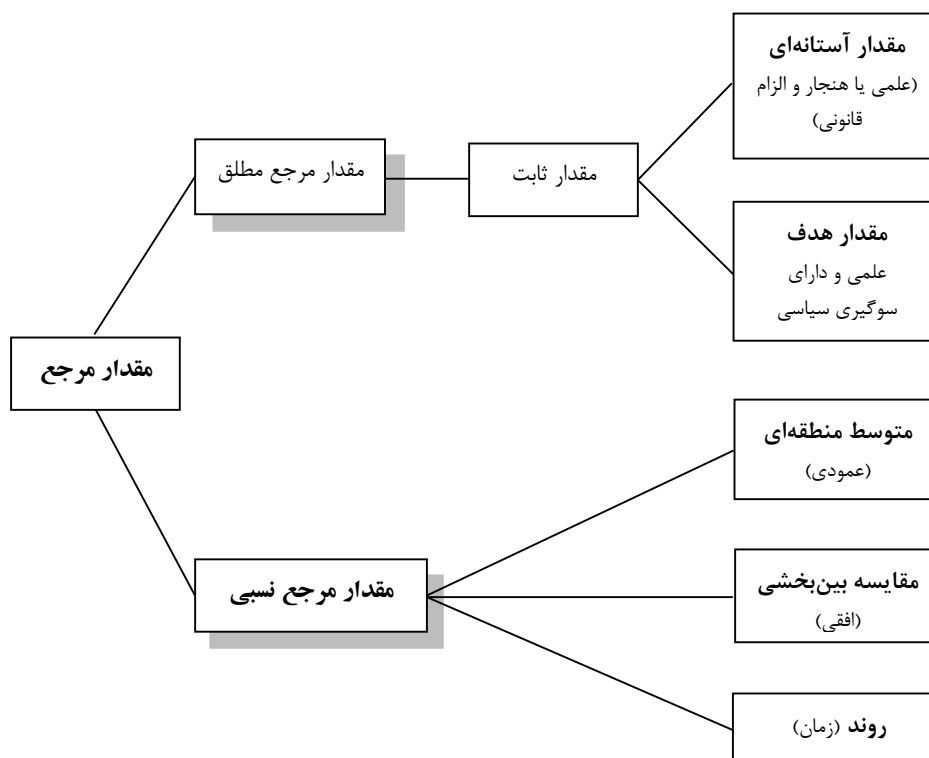 مقدار آستانه‌ای
(علمی یا هنجار و الزام
قانونی)
مقدار مرجع مطلق
مقدار ثابت
مقدار هدف
علمی و دارای
سوگیری سیاسی
مقدار مرجع
متوسط منطقه‌ای
(عمودی)
مقدار مرجع نسبی
مقایسه بین‌بخشی
(افقی)
روند (زمان)